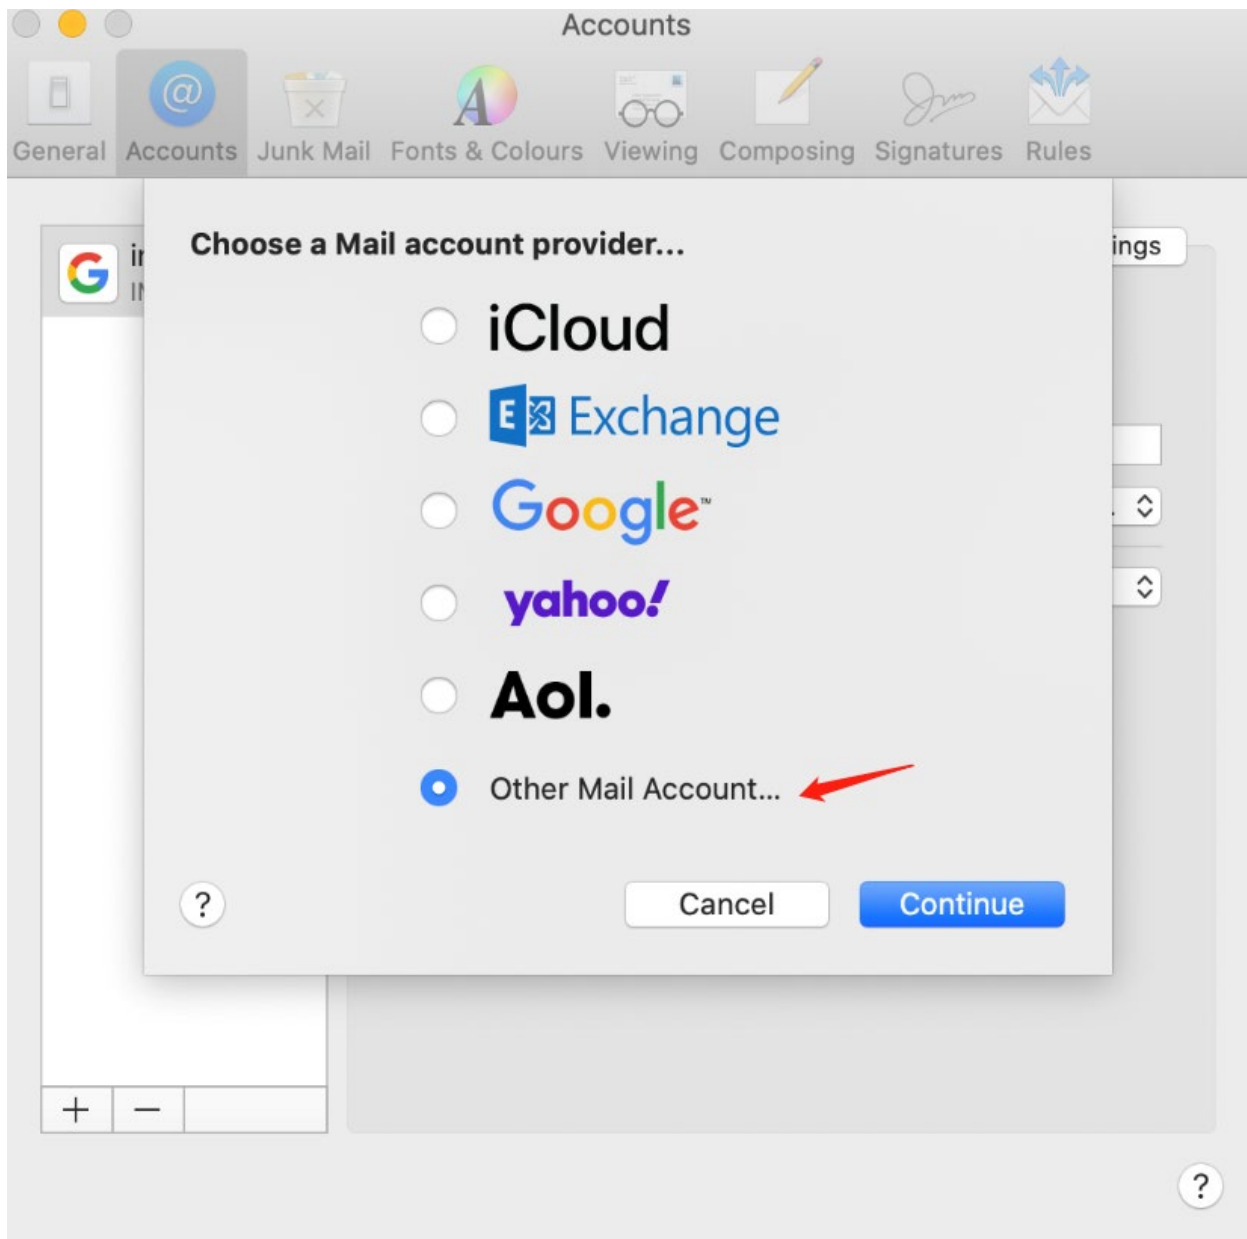 Accounts
General Accounts Junk Mail Fonts & Colours Viewing Composing Signatures Rules
Choose a Mail account provider...
ings
iCloud
Exchange
Google™
yahoo!
Aol.
Other Mail Account...
? Cancel Continue
+ −
?